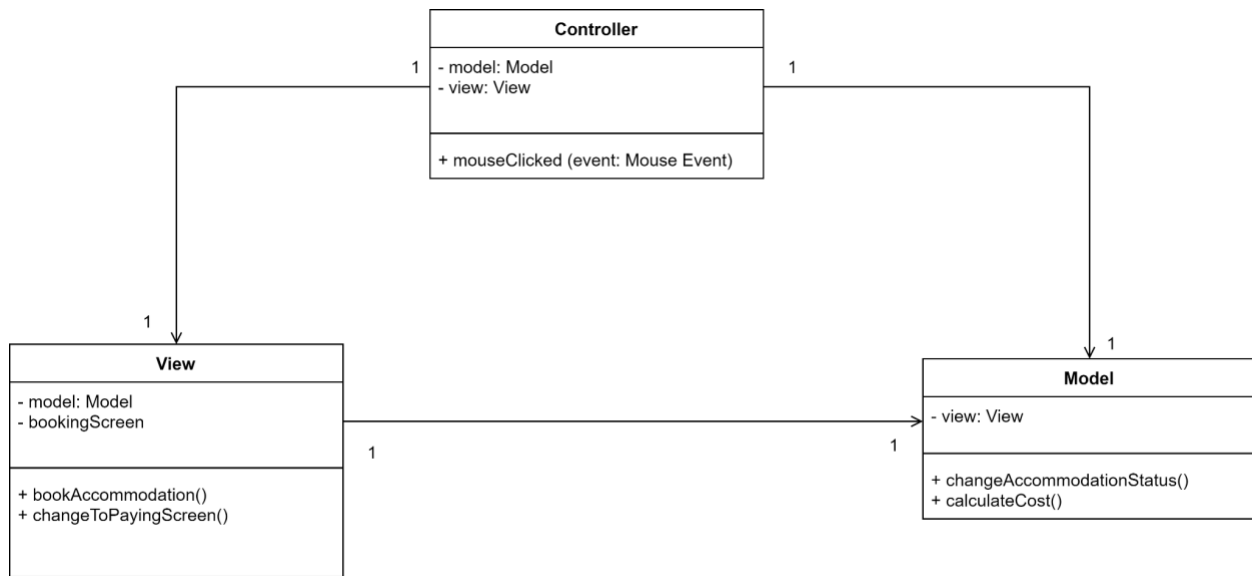 Controller
1
- model: Model
1
- view: View
+ mouseClicked (event: Mouse Event)
1
View
- model: Model
- bookingScreen
+ bookAccommodation()
+ changeToPayingScreen()
1
1
1
Model
- view: View
+ changeAccommodationStatus()
+ calculateCost()